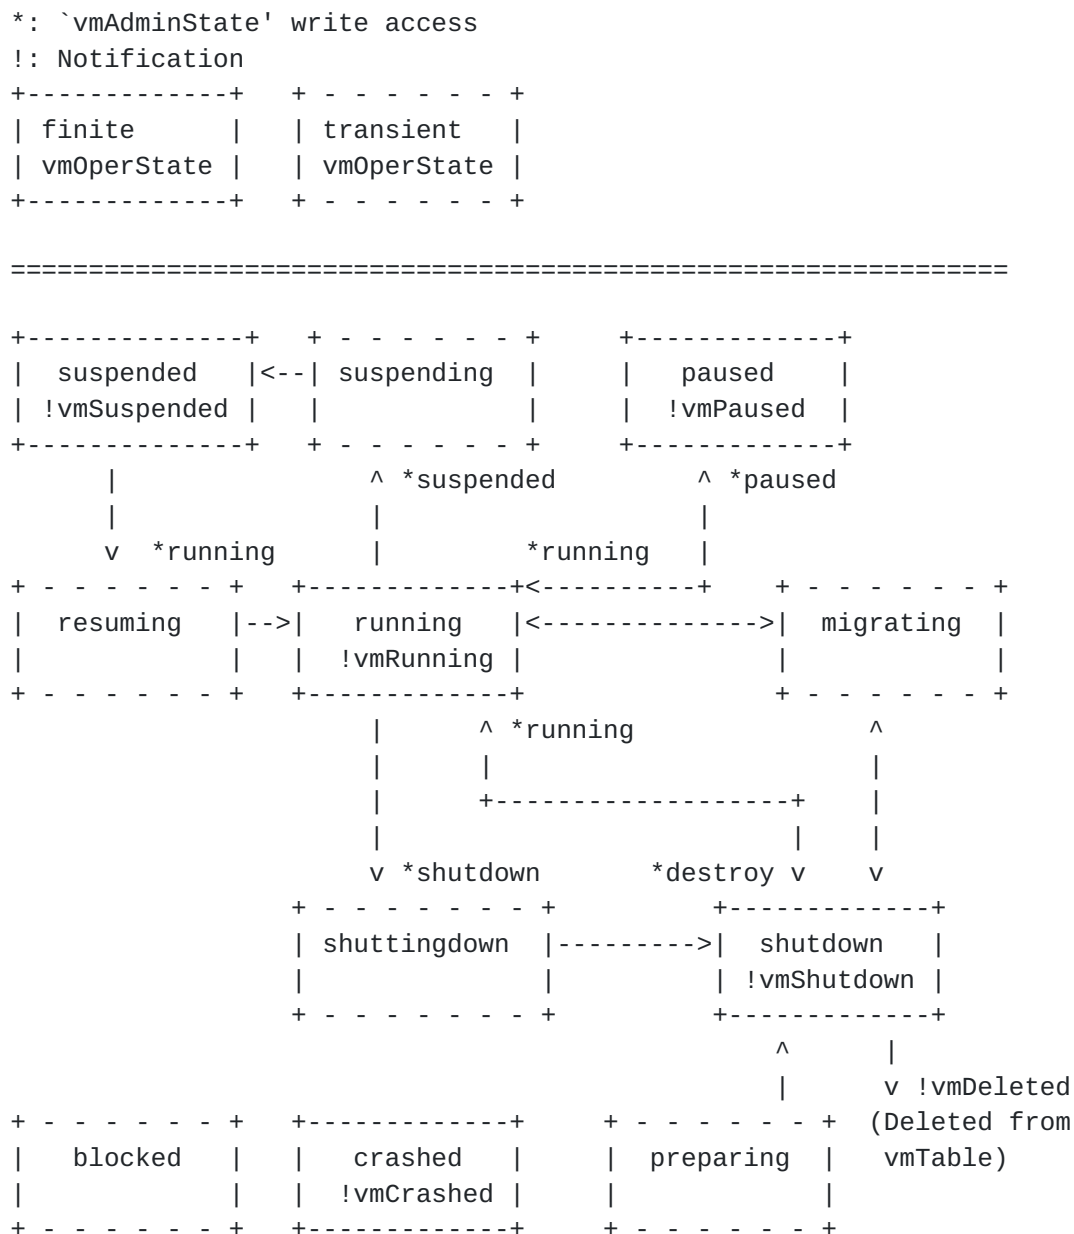 *: `vmAdminState' write access
!: Notification
+-------------+   + - - - - - - +
| finite      |   | transient   |
| vmOperState |   | vmOperState |
+-------------+   + - - - - - - +

================================================================

+--------------+   + - - - - - - +     +-------------+
|  suspended   |<--| suspending  |     |   paused    |
| !vmSuspended |   |             |     |  !vmPaused  |
+--------------+   + - - - - - - +     +-------------+
      |                ^ *suspended         ^ *paused
      |                |                    |
      v  *running      |         *running   |
+ - - - - - - +   +-------------+<----------+    + - - - - - - +
|  resuming   |-->|   running   |<-------------->|  migrating  |
|             |   |  !vmRunning |                |             |
+ - - - - - - +   +-------------+                + - - - - - - +
                       |      ^ *running               ^
                       |      |                        |
                       |      +-------------------+    |
                       |                          |    |
                       v *shutdown       *destroy v    v
                  + - - - - - - - +          +-------------+
                  | shuttingdown  |--------->|  shutdown   |
                  |               |          | !vmShutdown |
                  + - - - - - - - +          +-------------+
                                                 ^      |
                                                 |      v !vmDeleted
+ - - - - - - +   +-------------+     + - - - - - - +  (Deleted from
|   blocked   |   |   crashed   |     |  preparing  |   vmTable)
|             |   |  !vmCrashed |     |             |
+ - - - - - - +   +-------------+     + - - - - - - +